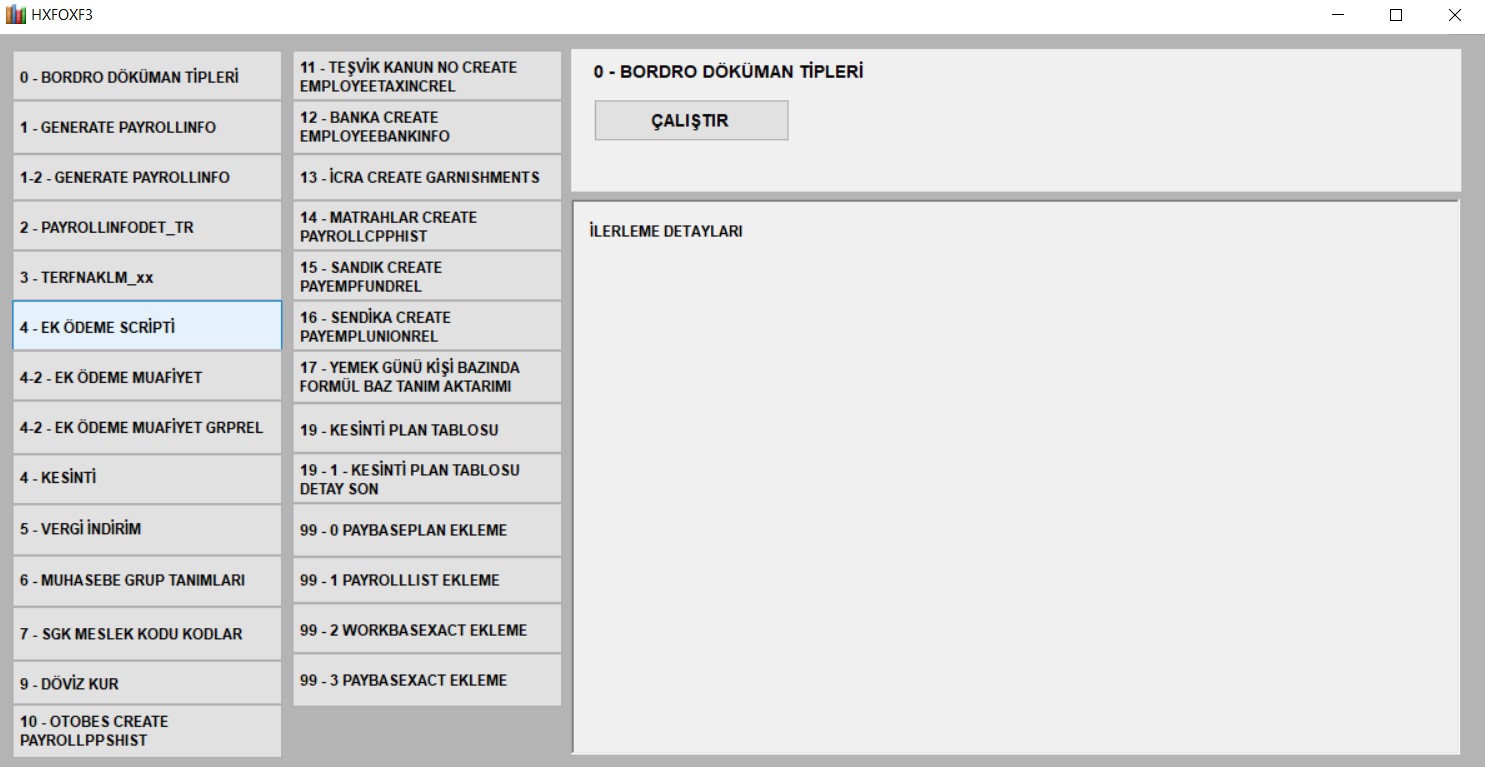 HXFOXF3
0 - BORDRO DÖKÜMAN TİPLERİ
1 - GENERATE PAYROLLINFO
1-2 - GENERATE PAYROLLINFO
2 - PAYROLLINFODET_TR
3 - TERFNAKLM_xx
4 - EK ÖDEME SCRİPTİ
4-2 - EK ÖDEME MUAFİYET
4-2 - EK ÖDEME MUAFİYET GRPREL
4 - KESİNTİ
5 - VERGİ İNDİRİM
6 - MUHASEBE GRUP TANIMLARI
7 - SGK MESLEK KODU KODLAR
9 - DÖVİZ KUR
10 - OTOBES CREATE
PAYROLLPPSHIST
11 - TEŞVİK KANUN NO CREATE
EMPLOYEETAXINCREL
12 - BANKA CREATE
EMPLOYEEBANKINFO
13 - İCRA CREATE GARNISHMENTS
14 - MATRAHLAR CREATE
PAYROLLCPPHIST
15 - SANDIK CREATE
PAYEMPFUNDREL
16 - SENDİKA CREATE
PAYEMPLUNIONREL
17 - YEMEK GÜNÜ KİŞİ BAZINDA
FORMÜL BAZ TANIM AKTARIMI
19 - KESİNTİ PLAN TABLOSU
19 - 1 - KESİNTİ PLAN TABLOSU
DETAY SON
99 - 0 PAYBASEPLAN EKLEME
99 - 1 PAYROLLLIST EKLEME
99 - 2 WORKBASEXACT EKLEME
99 - 3 PAYBASEXACT EKLEME
0 - BORDRO DÖKÜMAN TİPLERİ
ÇALIŞTIR
İLERLEME DETAYLARI